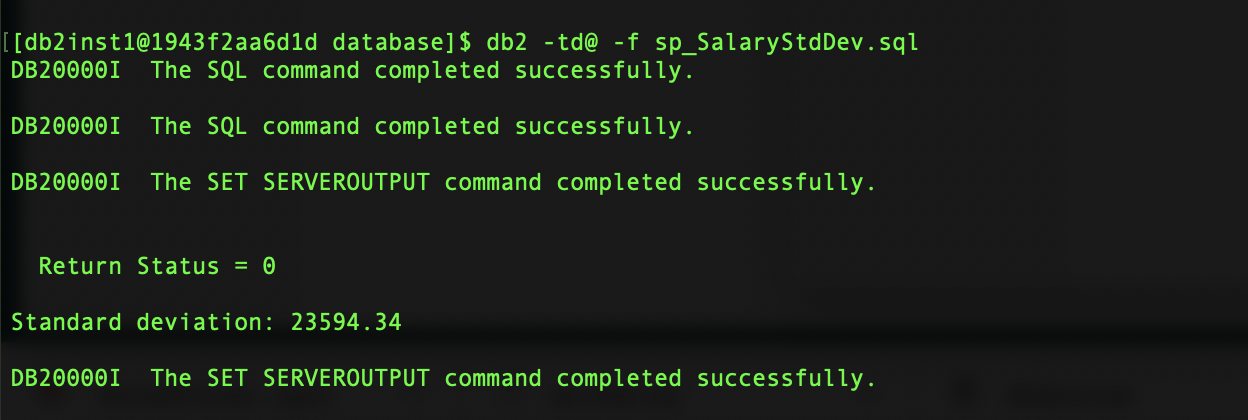 [[db2inst1@1943f2aa6d1d database]$ db2 -td@ -f sp_SalaryStdDev.sql
DB20000I  The SQL command completed successfully.
DB20000I  The SQL command completed successfully.
DB20000I  The SET SERVEROUTPUT command completed successfully.
Return Status = 0
Standard deviation: 23594.34
DB20000I  The SET SERVEROUTPUT command completed successfully.